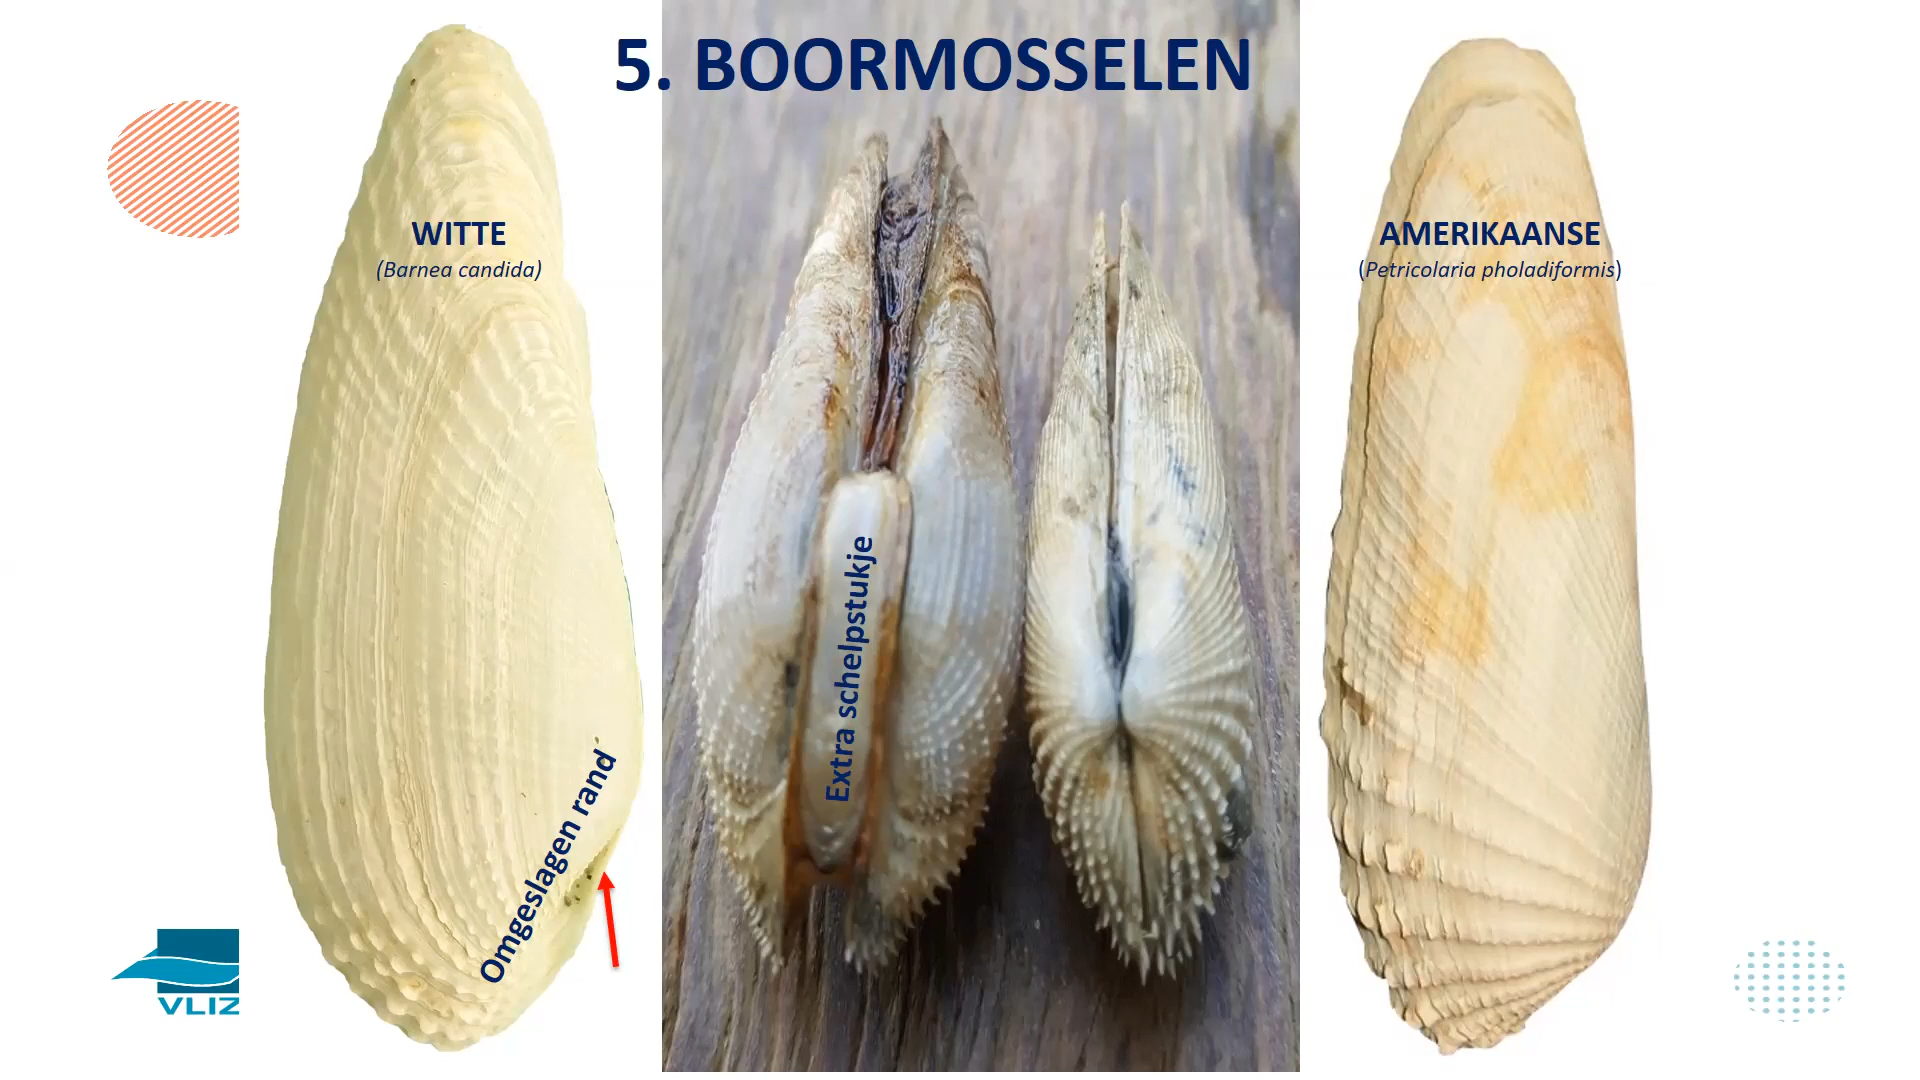 5. BOORMOSSELEN
WITTE
(Barnea candida)
AMERIKAANSE
(Petricolaria pholadiformis)
Extra schelpstukje
Omgeslagen rand
VLIZ